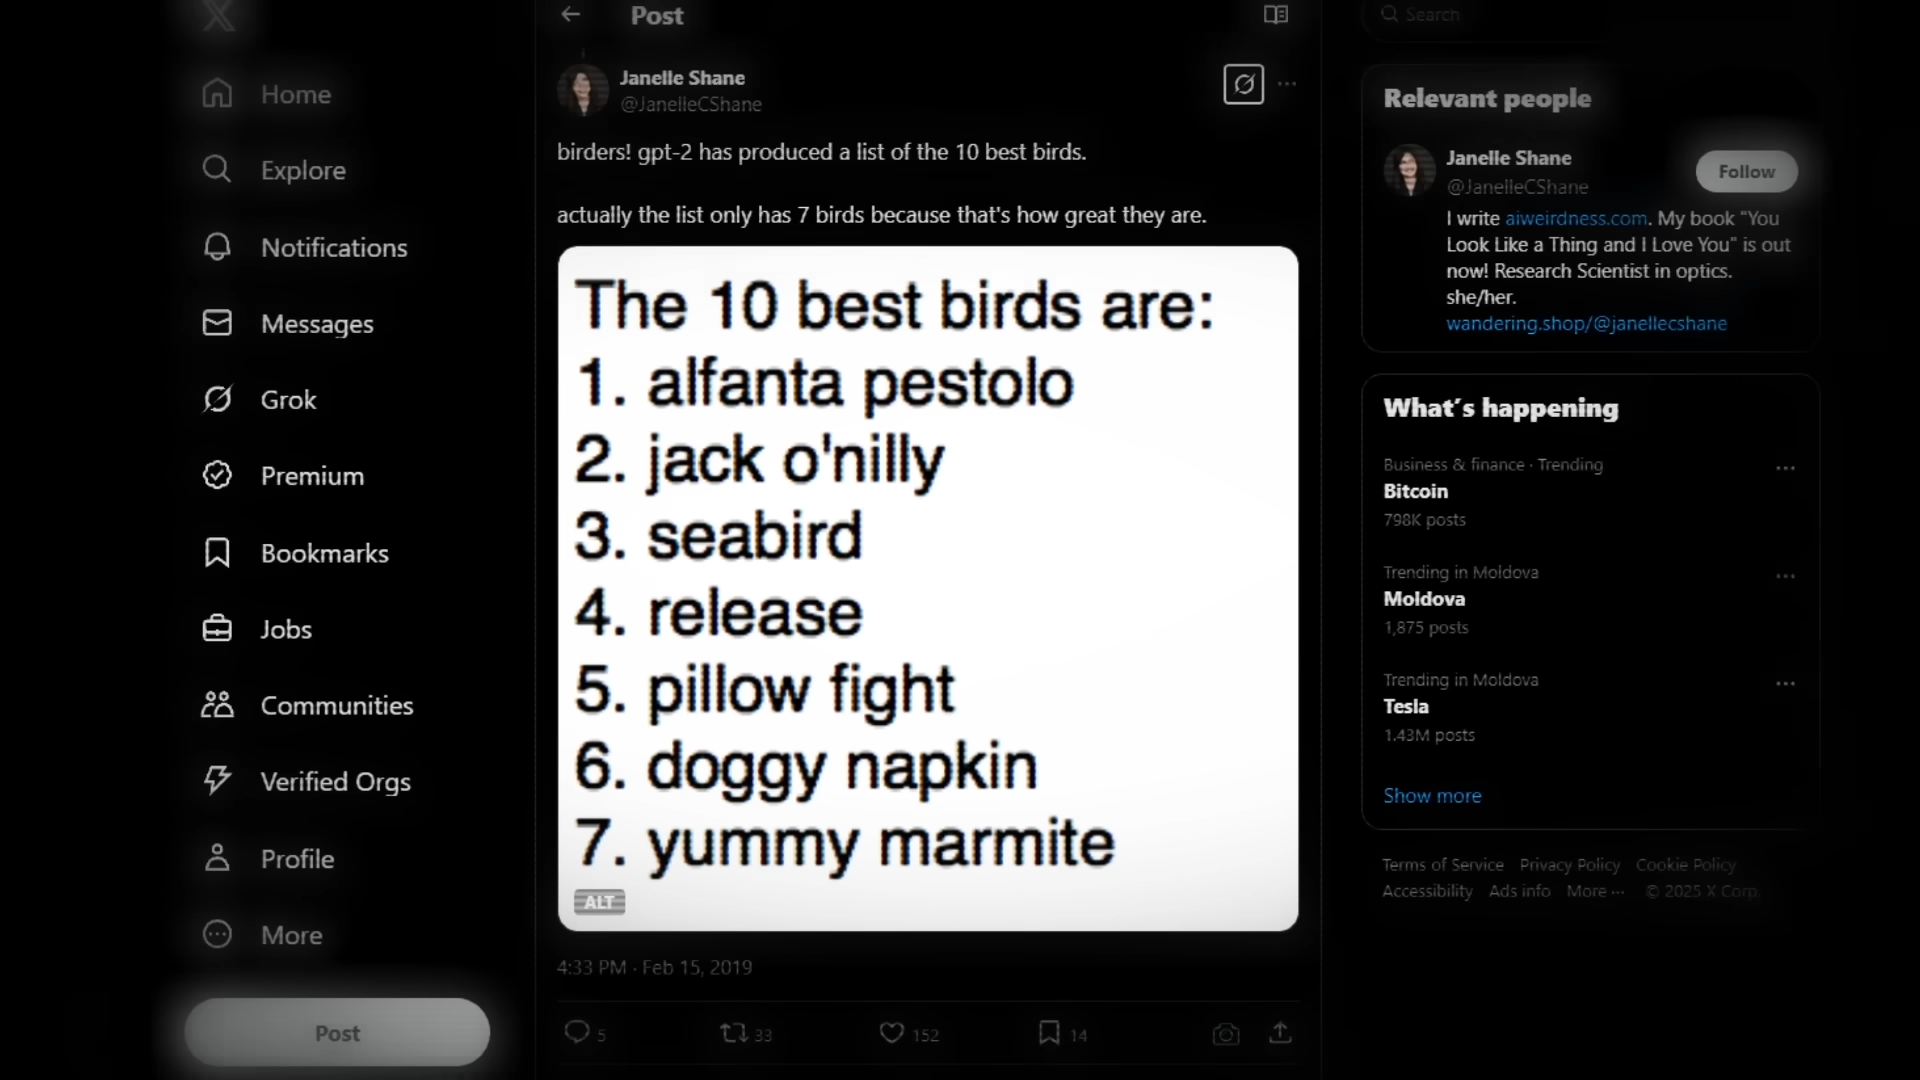 Home
Explore
Notifications
Messages
Grok
Premium
Bookmarks
Jobs
Communities
Verified Orgs
Profile
More
Post
Post
Janelle Shane
@JanelleCShane
birders! gpt-2 has produced a list of the 10 best birds.
actually the list only has 7 birds because that's how great they are.
The 10 best birds are:
1. alfanta pestolo
2. jack o'nilly
3. seabird
4. release
5. pillow fight
6. doggy napkin
7. yummy marmite
ALT
4:33 PM · Feb 15, 2019
5
33
152
14
Search
Relevant people
Janelle Shane
@JanelleCShane
Follow
I write aiweirdness.com. My book “You
Look Like a Thing and I Love You” is out
now! Research Scientist in optics.
she/her.
wandering.shop/@janellecshane
What’s happening
Business & finance · Trending
Bitcoin
798K posts
Trending in Moldova
Moldova
1,875 posts
Trending in Moldova
Tesla
1.43M posts
Show more
Terms of Service Privacy Policy Cookie Policy
Accessibility Ads info More ··· © 2025 X Corp.